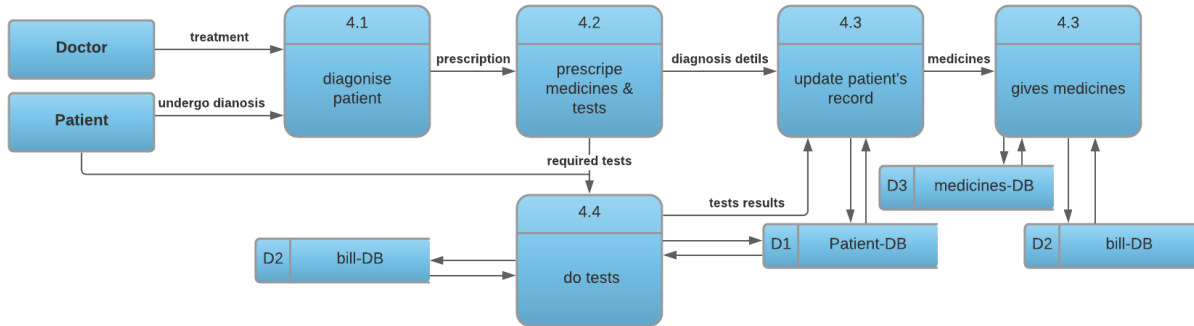 4.1
4.2
4.3
4.3
Doctor
treatment
diagonise
patient
prescription
prescripe
medicines &
tests
diagnosis detils
update patient's
record
medicines
gives medicines
undergo dianosis
Patient
required tests
D3
medicines-DB
4.4
tests results
D2
bill-DB
do tests
D1
Patient-DB
D2
bill-DB